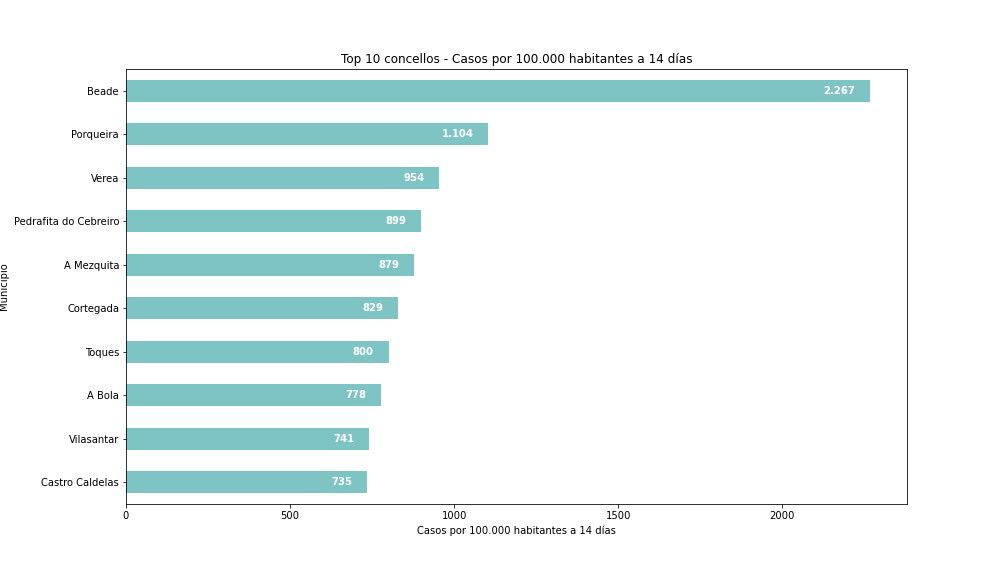 Top 10 concellos - Casos por 100.000 habitantes a 14 días
Beade 2.267
Porqueira 1.104
Verea 954
Pedrafita do Cebreiro 899
A Mezquita 879
Cortegada 829
Toques 800
A Bola 778
Vilasantar 741
Castro Caldelas 735
Municipio
0 500 1000 1500 2000
Casos por 100.000 habitantes a 14 días